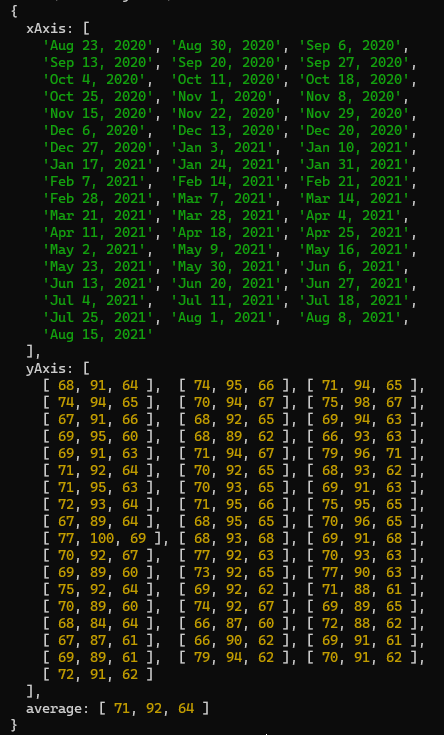 {
  xAxis: [
    'Aug 23, 2020', 'Aug 30, 2020', 'Sep 6, 2020',
    'Sep 13, 2020', 'Sep 20, 2020', 'Sep 27, 2020',
    'Oct 4, 2020', 'Oct 11, 2020', 'Oct 18, 2020',
    'Oct 25, 2020', 'Nov 1, 2020', 'Nov 8, 2020',
    'Nov 15, 2020', 'Nov 22, 2020', 'Nov 29, 2020',
    'Dec 6, 2020', 'Dec 13, 2020', 'Dec 20, 2020',
    'Dec 27, 2020', 'Jan 3, 2021', 'Jan 10, 2021',
    'Jan 17, 2021', 'Jan 24, 2021', 'Jan 31, 2021',
    'Feb 7, 2021', 'Feb 14, 2021', 'Feb 21, 2021',
    'Feb 28, 2021', 'Mar 7, 2021', 'Mar 14, 2021',
    'Mar 21, 2021', 'Mar 28, 2021', 'Apr 4, 2021',
    'Apr 11, 2021', 'Apr 18, 2021', 'Apr 25, 2021',
    'May 2, 2021', 'May 9, 2021', 'May 16, 2021',
    'May 23, 2021', 'May 30, 2021', 'Jun 6, 2021',
    'Jun 13, 2021', 'Jun 20, 2021', 'Jun 27, 2021',
    'Jul 4, 2021', 'Jul 11, 2021', 'Jul 18, 2021',
    'Jul 25, 2021', 'Aug 1, 2021', 'Aug 8, 2021',
    'Aug 15, 2021'
  ],
  yAxis: [
    [ 68, 91, 64 ], [ 74, 95, 66 ], [ 71, 94, 65 ],
    [ 74, 94, 65 ], [ 70, 94, 67 ], [ 75, 98, 67 ],
    [ 67, 91, 66 ], [ 68, 92, 65 ], [ 69, 94, 63 ],
    [ 69, 95, 60 ], [ 68, 89, 62 ], [ 66, 93, 63 ],
    [ 69, 91, 63 ], [ 71, 94, 67 ], [ 79, 96, 71 ],
    [ 71, 92, 64 ], [ 70, 92, 65 ], [ 68, 93, 62 ],
    [ 71, 95, 63 ], [ 70, 93, 65 ], [ 69, 91, 63 ],
    [ 72, 93, 64 ], [ 71, 95, 66 ], [ 75, 95, 65 ],
    [ 67, 89, 64 ], [ 68, 95, 65 ], [ 70, 96, 65 ],
    [ 77, 100, 69 ], [ 68, 93, 68 ], [ 69, 91, 68 ],
    [ 70, 92, 67 ], [ 77, 92, 63 ], [ 70, 93, 63 ],
    [ 69, 89, 60 ], [ 73, 92, 65 ], [ 77, 90, 63 ],
    [ 75, 92, 64 ], [ 69, 92, 62 ], [ 71, 88, 61 ],
    [ 70, 89, 60 ], [ 74, 92, 67 ], [ 69, 89, 65 ],
    [ 68, 84, 64 ], [ 66, 87, 60 ], [ 72, 88, 62 ],
    [ 67, 87, 61 ], [ 66, 90, 62 ], [ 69, 91, 61 ],
    [ 69, 89, 61 ], [ 79, 94, 62 ], [ 70, 91, 62 ],
    [ 72, 91, 62 ]
  ],
  average: [ 71, 92, 64 ]
}